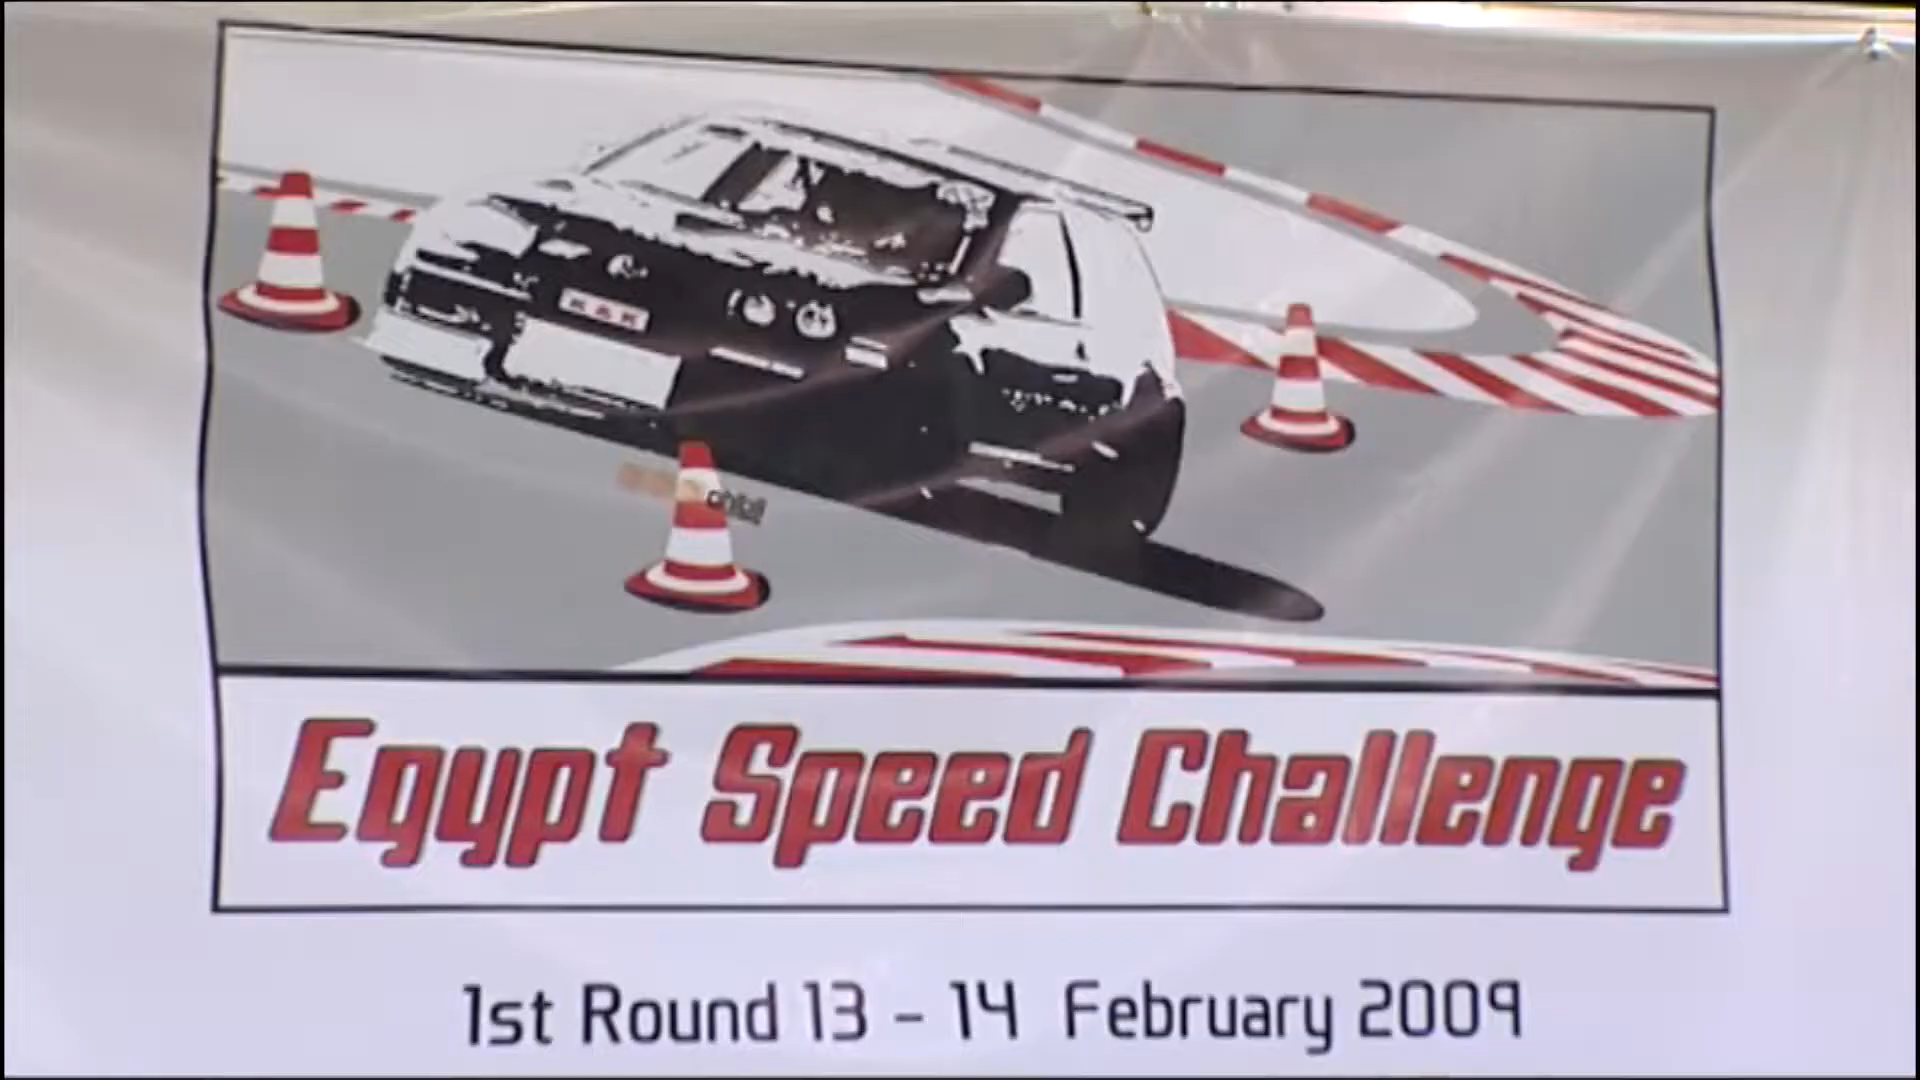 Egypt Speed Challenge
1st Round 13 - 14 February 2009